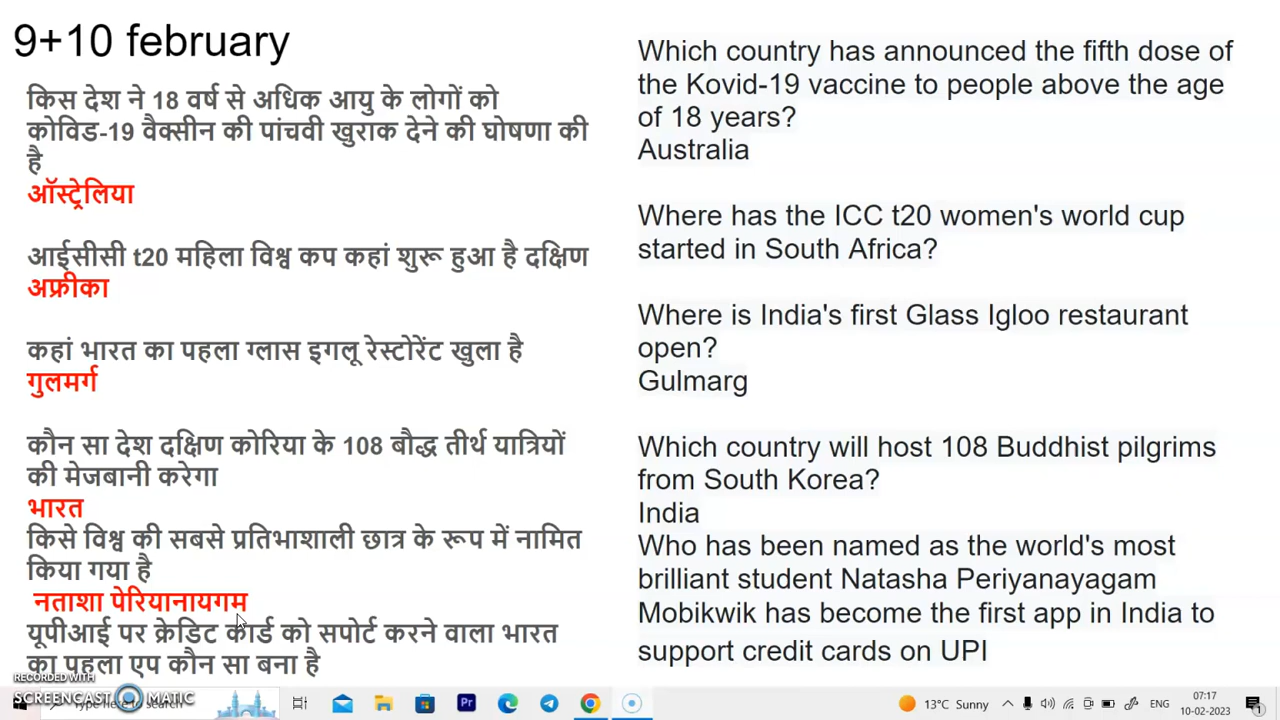 9+10 february
किस देश ने 18 वर्ष से अधिक आयु के लोगों को
कोविड-19 वैक्सीन की पांचवी खुराक देने की घोषणा की
है
ऑस्ट्रेलिया
आईसीसी t20 महिला विश्व कप कहां शुरू हुआ है दक्षिण
अफ्रीका
कहां भारत का पहला ग्लास इगलू रेस्टोरेंट खुला है
गुलमर्ग
कौन सा देश दक्षिण कोरिया के 108 बौद्ध तीर्थ यात्रियों
की मेजबानी करेगा
भारत
किसे विश्व की सबसे प्रतिभाशाली छात्र के रूप में नामित
किया गया है
नताशा पेरियानायगम
यूपीआई पर क्रेडिट कार्ड को सपोर्ट करने वाला भारत
का पहला एप कौन सा बना है
Which country has announced the fifth dose of
the Kovid-19 vaccine to people above the age
of 18 years?
Australia
Where has the ICC t20 women's world cup
started in South Africa?
Where is India's first Glass Igloo restaurant
open?
Gulmarg
Which country will host 108 Buddhist pilgrims
from South Korea?
India
Who has been named as the world's most
brilliant student Natasha Periyanayagam
Mobikwik has become the first app in India to
support credit cards on UPI
RECORDED WITH
SCREENCAST MATIC
Type here to search
Pr
13°C Sunny
ENG
07:17
10-02-2023
1